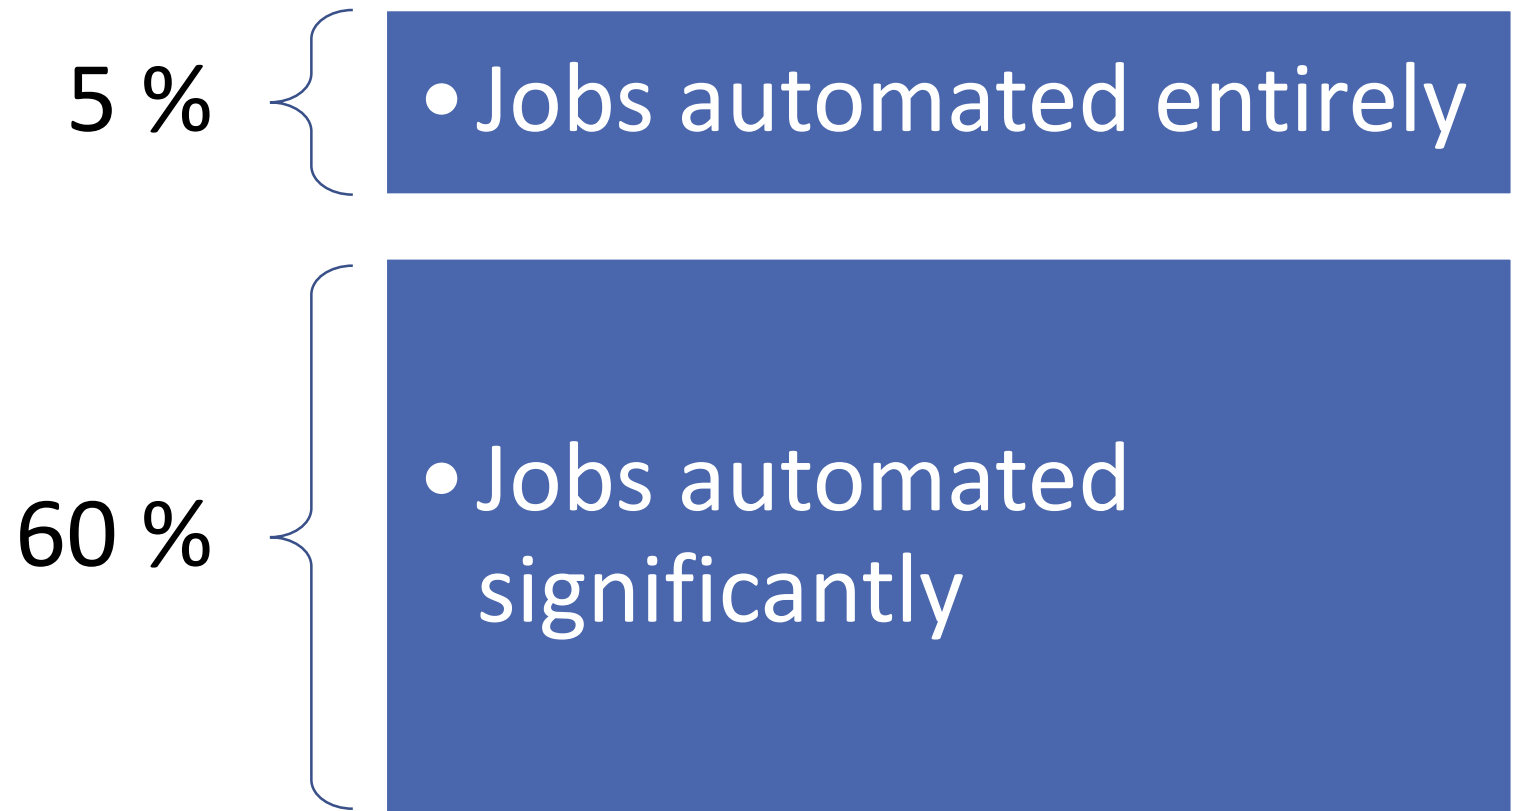 5 %
• Jobs automated entirely
60 %
• Jobs automated
significantly